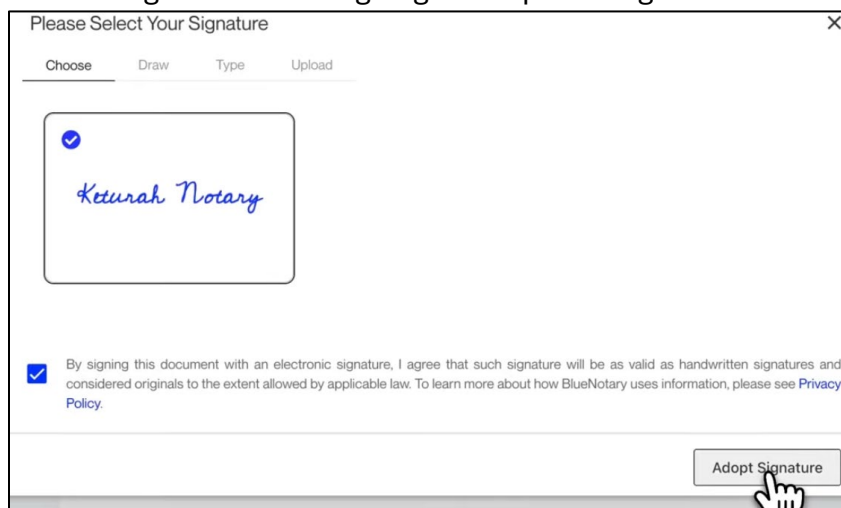 Please Select Your Signature
Choose Draw Type Upload
Keturah Notary
By signing this document with an electronic signature, I agree that such signature will be as valid as handwritten signatures and
considered originals to the extent allowed by applicable law. To learn more about how BlueNotary uses information, please see Privacy
Policy.
Adopt Signature